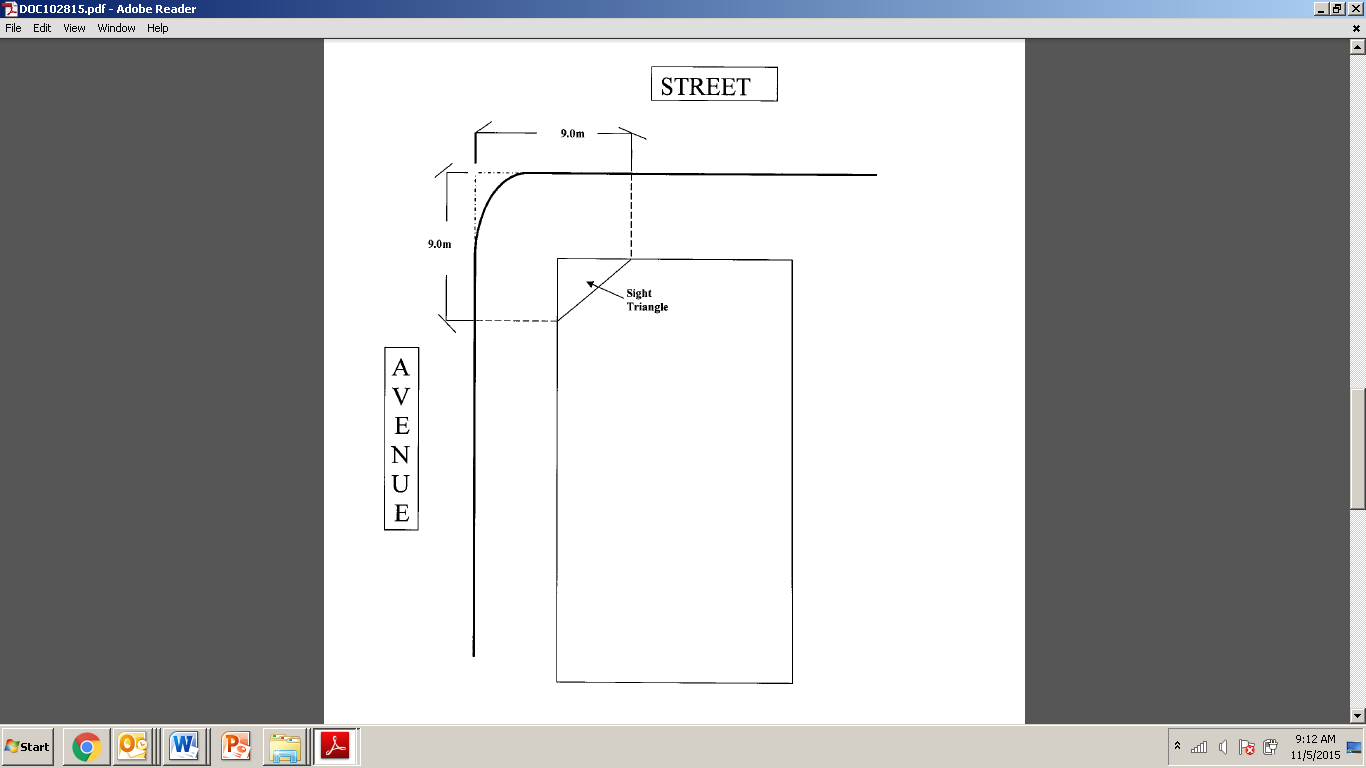 DOC102815.pdf - Adobe Reader
File Edit View Window Help
STREET
9.0m
9.0m
Sight
Triangle
A
V
E
N
U
E
Start
9:12 AM
11/5/2015